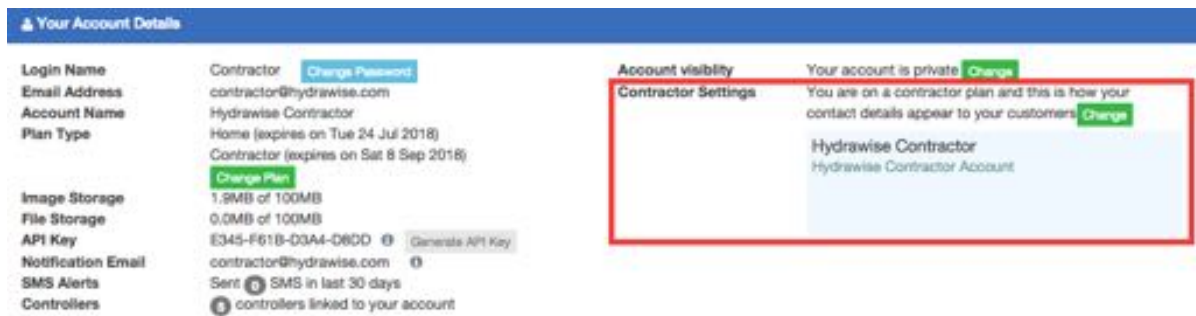 Your Account Details
Login Name Contractor Change Password
Email Address contractor@hydrawise.com
Account Name Hydrawise Contractor
Plan Type Home (expires on Tue 24 Jul 2018)
Contractor (expires on Sat 8 Sep 2018)
Change Plan
Image Storage 1.9MB of 100MB
File Storage 0.0MB of 100MB
API Key E345-F61B-D3A4-D8DD Generate API Key
Notification Email contractor@hydrawise.com
SMS Alerts Sent SMS in last 30 days
Controllers controllers linked to your account
Account visiblity Your account is private Change
Contractor Settings You are on a contractor plan and this is how your
contact details appear to your customers Change
Hydrawise Contractor
Hydrawise Contractor Account